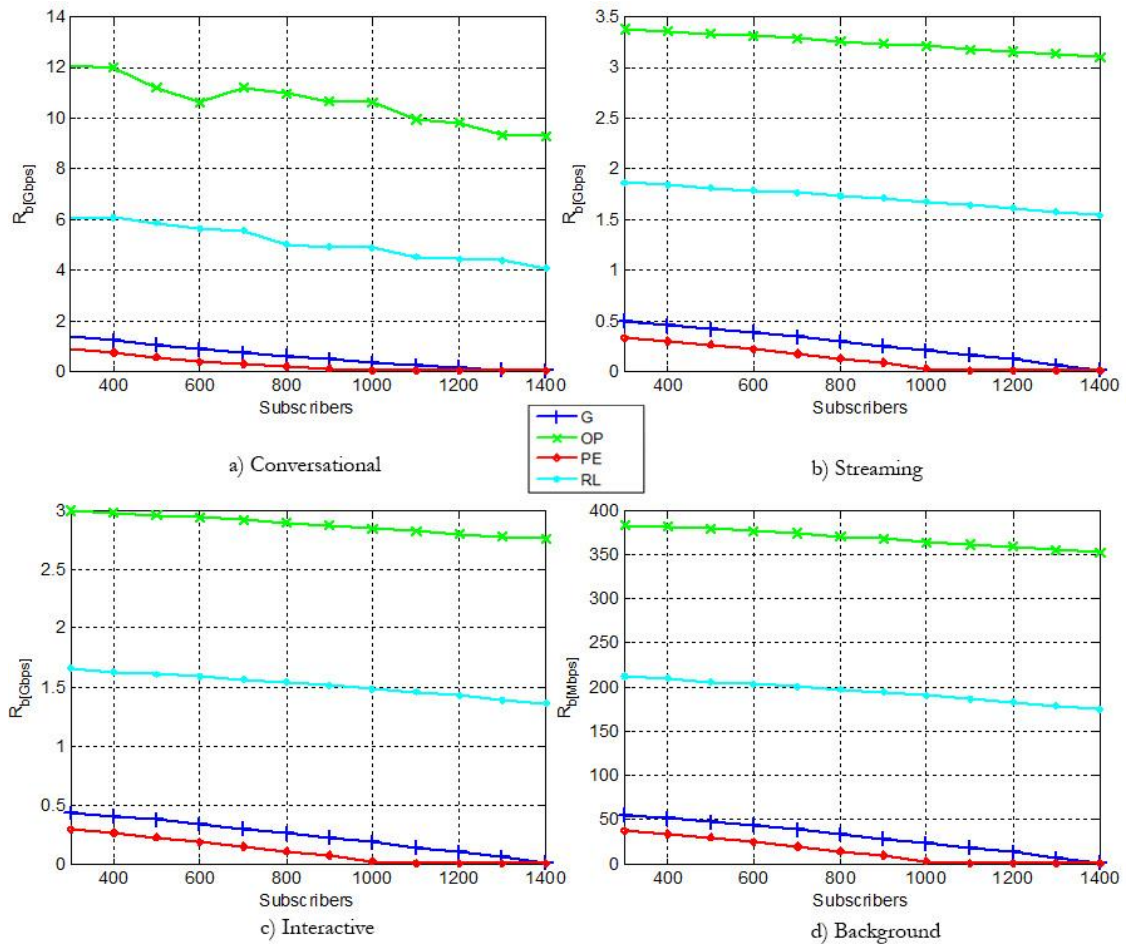 14
12
10
8
6
4
2
0
R_b[Gbps]
400 600 800 1000 1200 1400
Subscribers
a) Conversational
3.5
3
2.5
2
1.5
1
0.5
0
R_b[Gbps]
400 600 800 1000 1200 1400
Subscribers
b) Streaming
G
OP
PE
RL
3
2.5
2
1.5
1
0.5
0
R_b[Gbps]
400 600 800 1000 1200 1400
Subscribers
c) Interactive
400
350
300
250
200
150
100
50
0
R_b[Mbps]
400 600 800 1000 1200 1400
Subscribers
d) Background